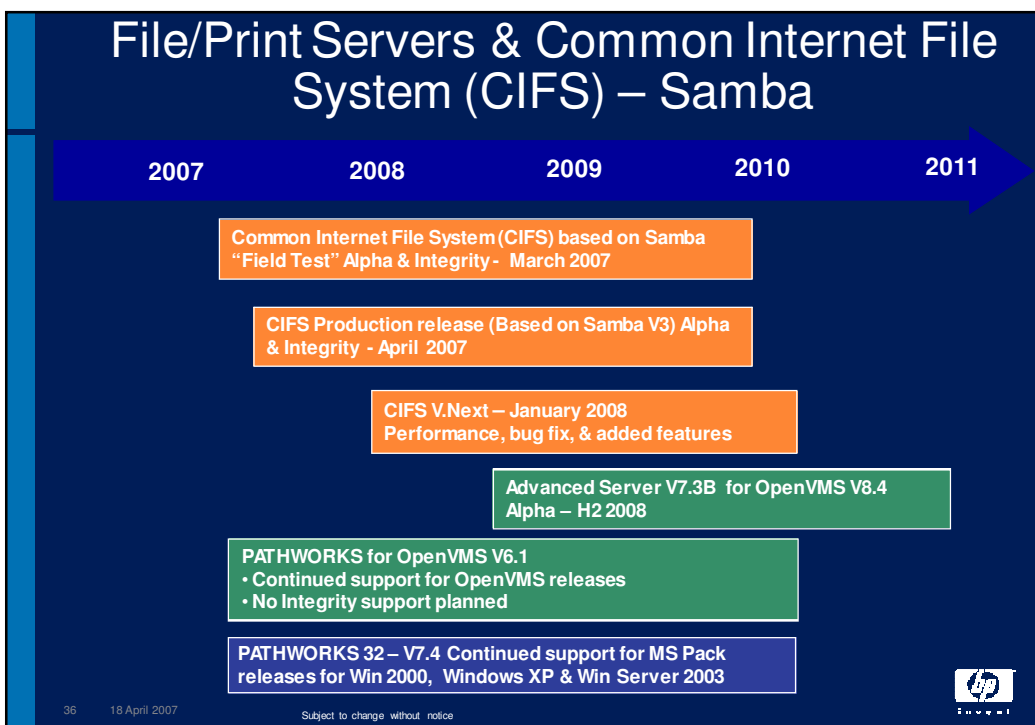 File/Print Servers & Common Internet File
System (CIFS) – Samba
2007 2008 2009 2010 2011
Common Internet File System (CIFS) based on Samba
“Field Test” Alpha & Integrity - March 2007
CIFS Production release (Based on Samba V3) Alpha
& Integrity - April 2007
CIFS V.Next – January 2008
Performance, bug fix, & added features
Advanced Server V7.3B for OpenVMS V8.4
Alpha – H2 2008
PATHWORKS for OpenVMS V6.1
• Continued support for OpenVMS releases
• No Integrity support planned
PATHWORKS 32 – V7.4 Continued support for MS Pack
releases for Win 2000, Windows XP & Win Server 2003
36 18 April 2007 Subject to change without notice
hp
invent